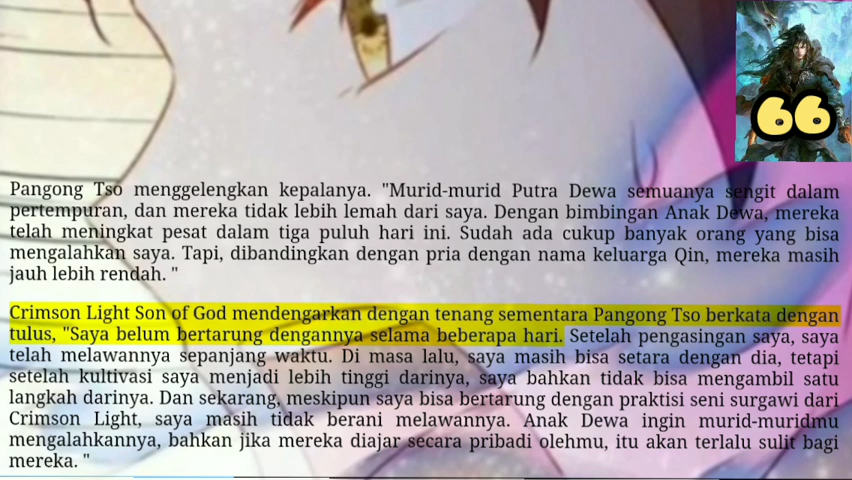 66
Pangong Tso menggelengkan kepalanya. "Murid-murid Putra Dewa semuanya sengit dalam
pertempuran, dan mereka tidak lebih lemah dari saya. Dengan bimbingan Anak Dewa, mereka
telah meningkat pesat dalam tiga puluh hari ini. Sudah ada cukup banyak orang yang bisa
mengalahkan saya. Tapi, dibandingkan dengan pria dengan nama keluarga Qin, mereka masih
jauh lebih rendah. "
Crimson Light Son of God mendengarkan dengan tenang sementara Pangong Tso berkata dengan
tulus, "Saya belum bertarung dengannya selama beberapa hari. Setelah pengasingan saya, saya
telah melawannya sepanjang waktu. Di masa lalu, saya masih bisa setara dengan dia, tetapi
setelah kultivasi saya menjadi lebih tinggi darinya, saya bahkan tidak bisa mengambil satu
langkah darinya. Dan sekarang, meskipun saya bisa bertarung dengan praktisi seni surgawi dari
Crimson Light, saya masih tidak berani melawannya. Anak Dewa ingin murid-muridmu
mengalahkannya, bahkan jika mereka diajar secara pribadi olehmu, itu akan terlalu sulit bagi
mereka. "